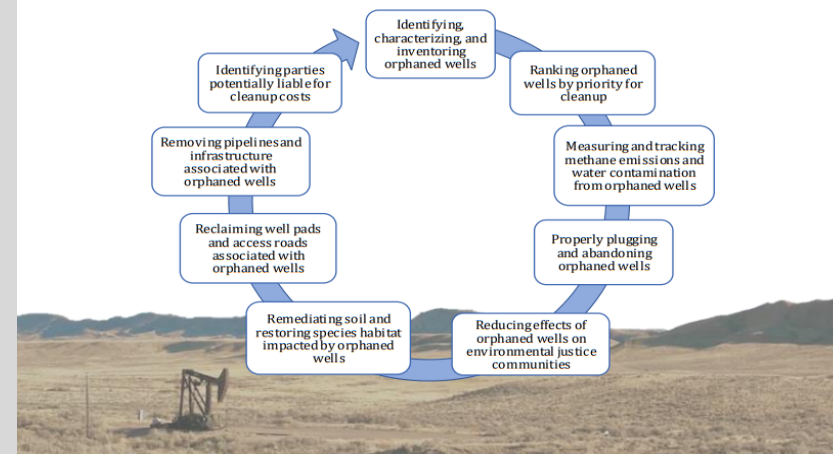 Identifying,
characterizing, and
inventoring
orphaned wells
Ranking orphaned
wells by priority for
cleanup
Measuring and tracking
methane emissions and
water contamination
from orphaned wells
Properly plugging
and abandoning
orphaned wells
Reducing effects of
orphaned wells on
environmental justice
communities
Remediating soil and
restoring species habitat
impacted by orphaned
wells
Reclaiming well pads
and access roads
associated with
orphaned wells
Removing pipelines and
infrastructure
associated with
orphaned wells
Identifying parties
potentially liable for
cleanup costs